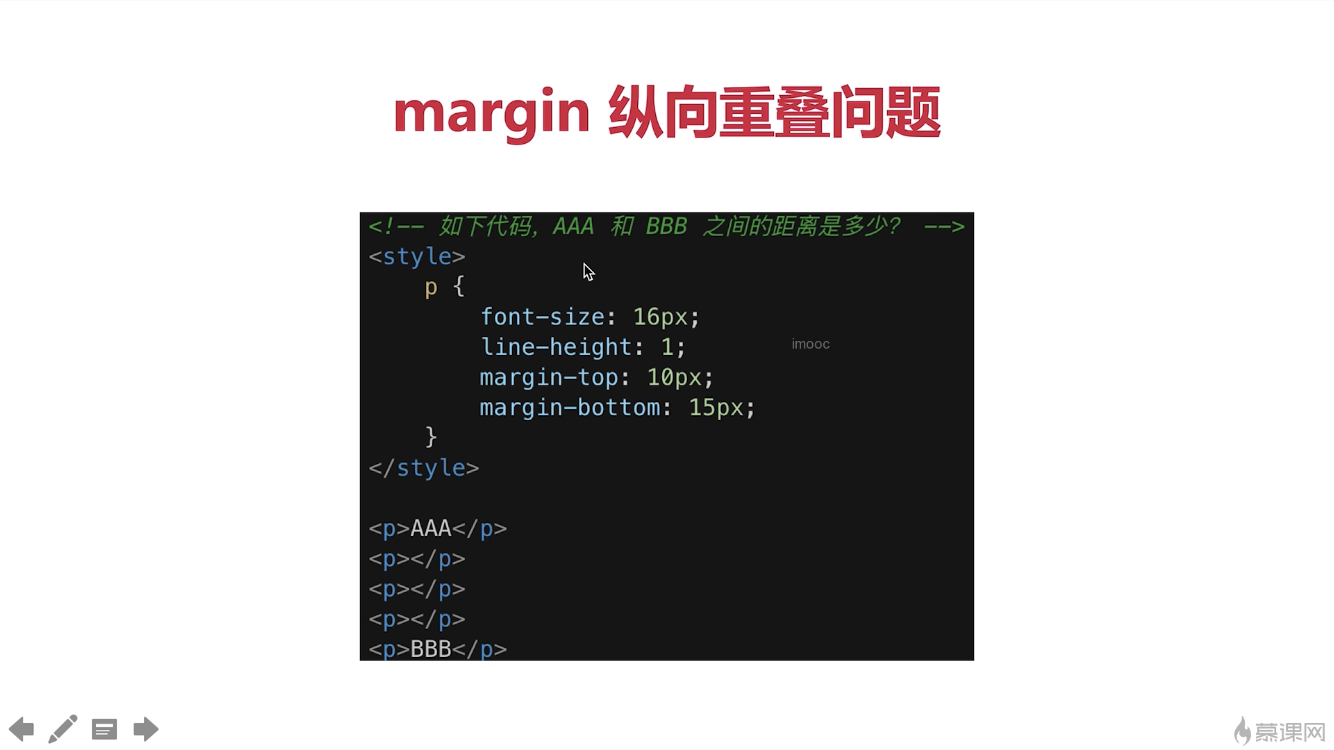 margin 纵向重叠问题
<!-- 如下代码，AAA 和 BBB 之间的距离是多少？ -->
<style>
    p {
        font-size: 16px;
        line-height: 1;
        margin-top: 10px;
        margin-bottom: 15px;
    }
</style>
<p>AAA</p>
<p></p>
<p></p>
<p></p>
<p>BBB</p>
imooc
慕课网